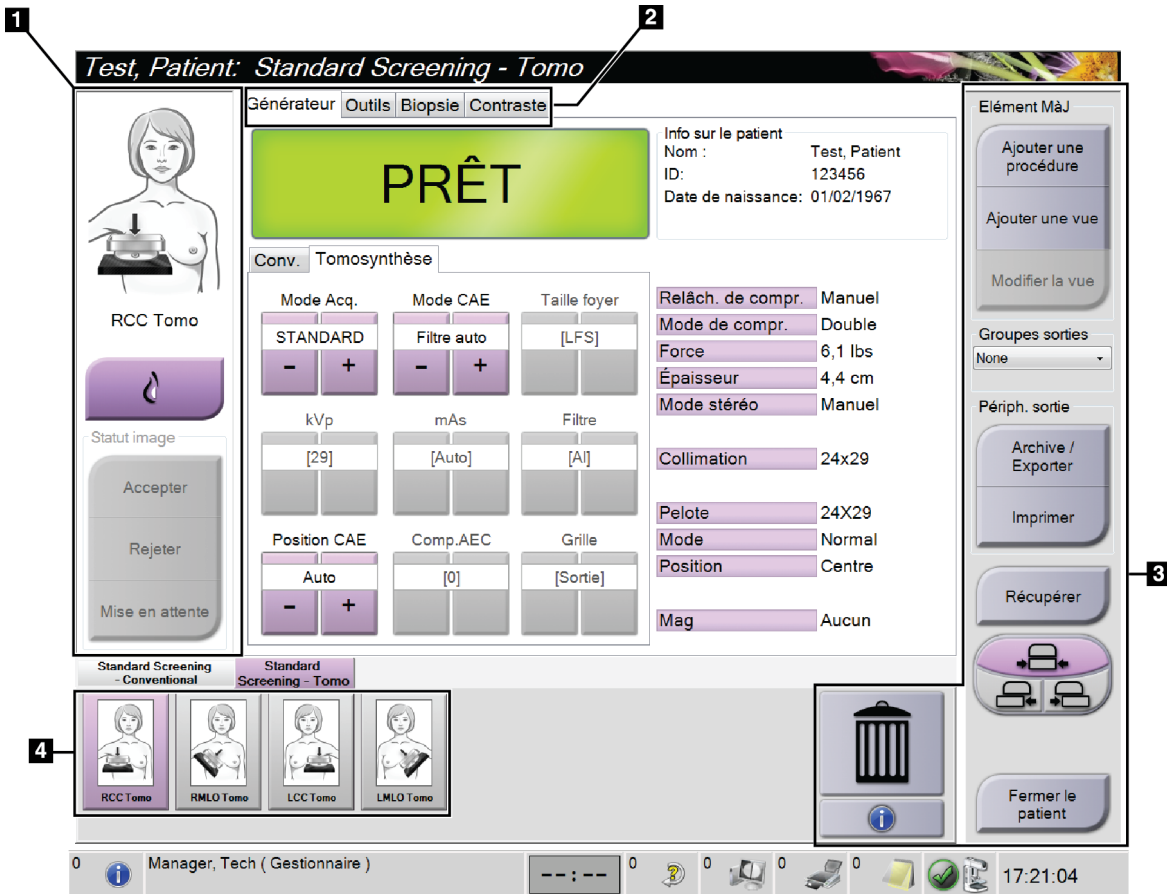 1
2
Test, Patient: Standard Screening - Tomo
Générateur Outils Biopsie Contraste
PRÊT
Info sur le patient
Nom : Test, Patient
ID: 123456
Date de naissance: 01/02/1967
RCC Tomo
Statut image
Accepter
Rejeter
Mise en attente
Conv. Tomosynthèse
Mode Acq. Mode CAE Taille foyer
STANDARD Filtre auto [LFS]
- + - +
kVp mAs Filtre
[29] [Auto] [Al]
Position CAE Comp.AEC Grille
Auto [0] [Sortie]
- +
Relâch. de compr. Manuel
Mode de compr. Double
Force 6,1 lbs
Épaisseur 4,4 cm
Mode stéréo Manuel
Collimation 24x29
Pelote 24X29
Mode Normal
Position Centre
Mag Aucun
Elément MàJ
Ajouter une
procédure
Ajouter une vue
Modifier la vue
Groupes sorties
None
Périph. sortie
Archive /
Exporter
Imprimer
3
Récupérer
Fermer le
patient
Standard Screening
- Conventional
Standard
Screening - Tomo
4
RCC Tomo RMLO Tomo LCC Tomo LMLO Tomo
0 Manager, Tech ( Gestionnaire ) --:-- 0 0 0 0 17:21:04